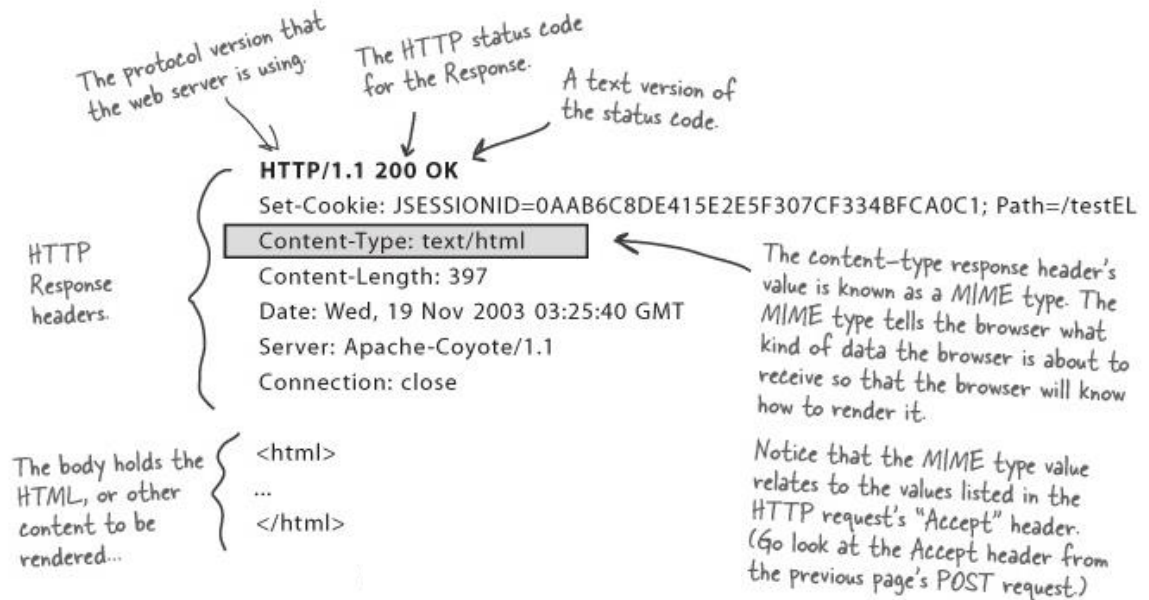 The protocol version that
the web server is using.
The HTTP status code
for the Response.
A text version of
the status code.
HTTP/1.1 200 OK
Set-Cookie: JSESSIONID=0AAB6C8DE415E2E5F307CF334BFCA0C1; Path=/testEL
Content-Type: text/html
Content-Length: 397
Date: Wed, 19 Nov 2003 03:25:40 GMT
Server: Apache-Coyote/1.1
Connection: close
HTTP
Response
headers.
The content-type response header's
value is known as a MIME type. The
MIME type tells the browser what
kind of data the browser is about to
receive so that the browser will know
how to render it.
Notice that the MIME type value
relates to the values listed in the
HTTP request's "Accept" header.
(Go look at the Accept header from
the previous page's POST request.)
The body holds the
HTML, or other
content to be
rendered...
<html>
...
</html>